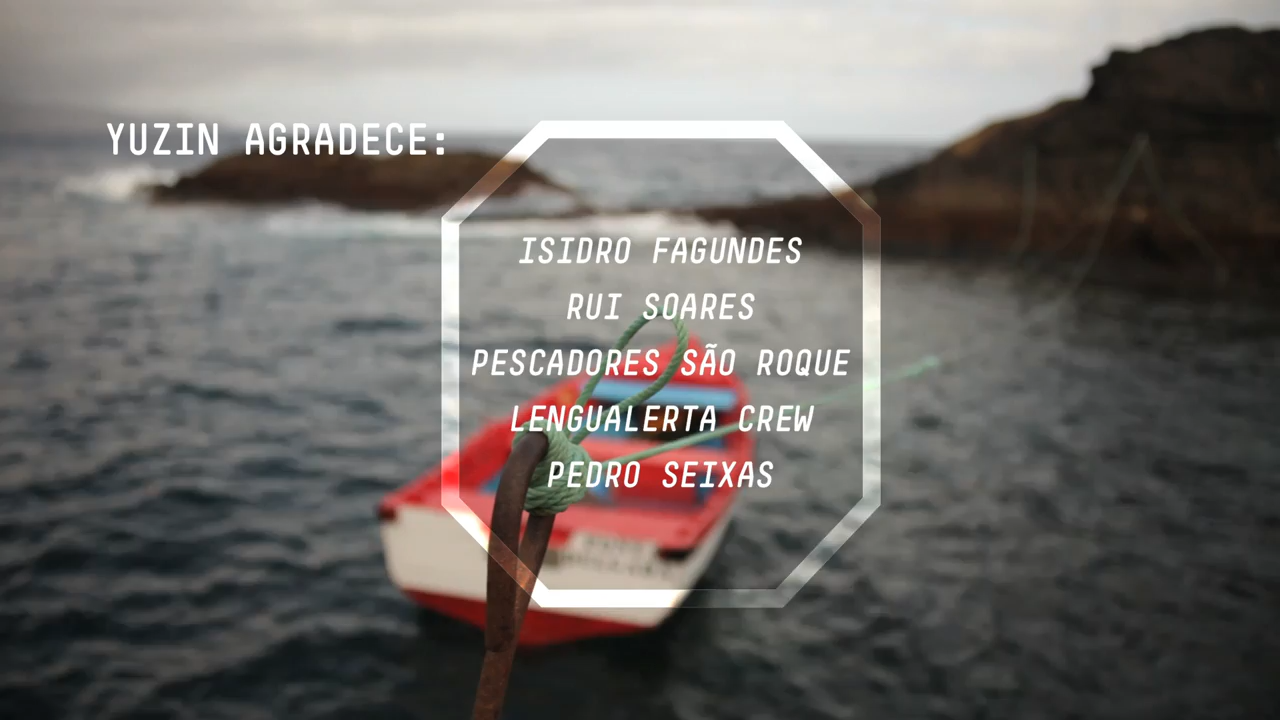 YUZIN AGRADECE:
ISIDRO FAGUNDES
RUI SOARES
PESCADORES SÃO ROQUE
LENGUALERTA CREW
PEDRO SEIXAS